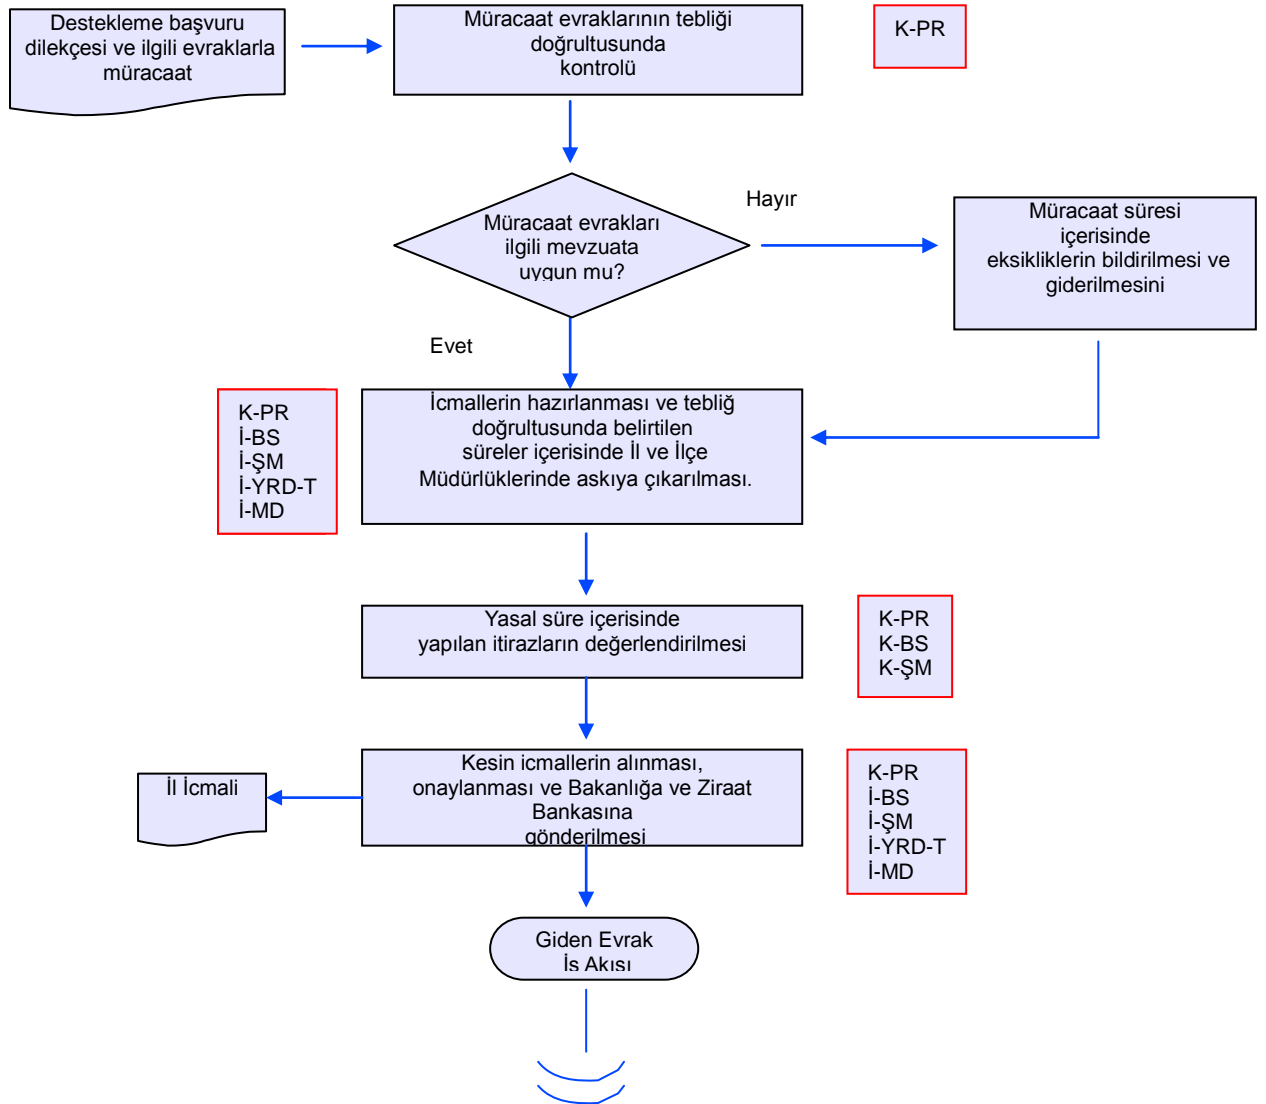 Destekleme başvuru
dilekçesi ve ilgili evraklarla
müracaat
Müracaat evraklarının tebliği
doğrultusunda
kontrolü
K-PR
Müracaat evrakları
ilgili mevzuata
uygun mu?
Hayır
Müracaat süresi
içerisinde
eksikliklerin bildirilmesi ve
giderilmesini
Evet
K-PR
İ-BS
İ-ŞM
İ-YRD-T
İ-MD
İcmallerin hazırlanması ve tebliğ
doğrultusunda belirtilen
süreler içerisinde İl ve İlçe
Müdürlüklerinde askıya çıkarılması.
Yasal süre içerisinde
yapılan itirazların değerlendirilmesi
K-PR
K-BS
K-ŞM
İl İcmali
Kesin icmallerin alınması,
onaylanması ve Bakanlığa ve Ziraat
Bankasına
gönderilmesi
K-PR
İ-BS
İ-ŞM
İ-YRD-T
İ-MD
Giden Evrak
İş Akışı